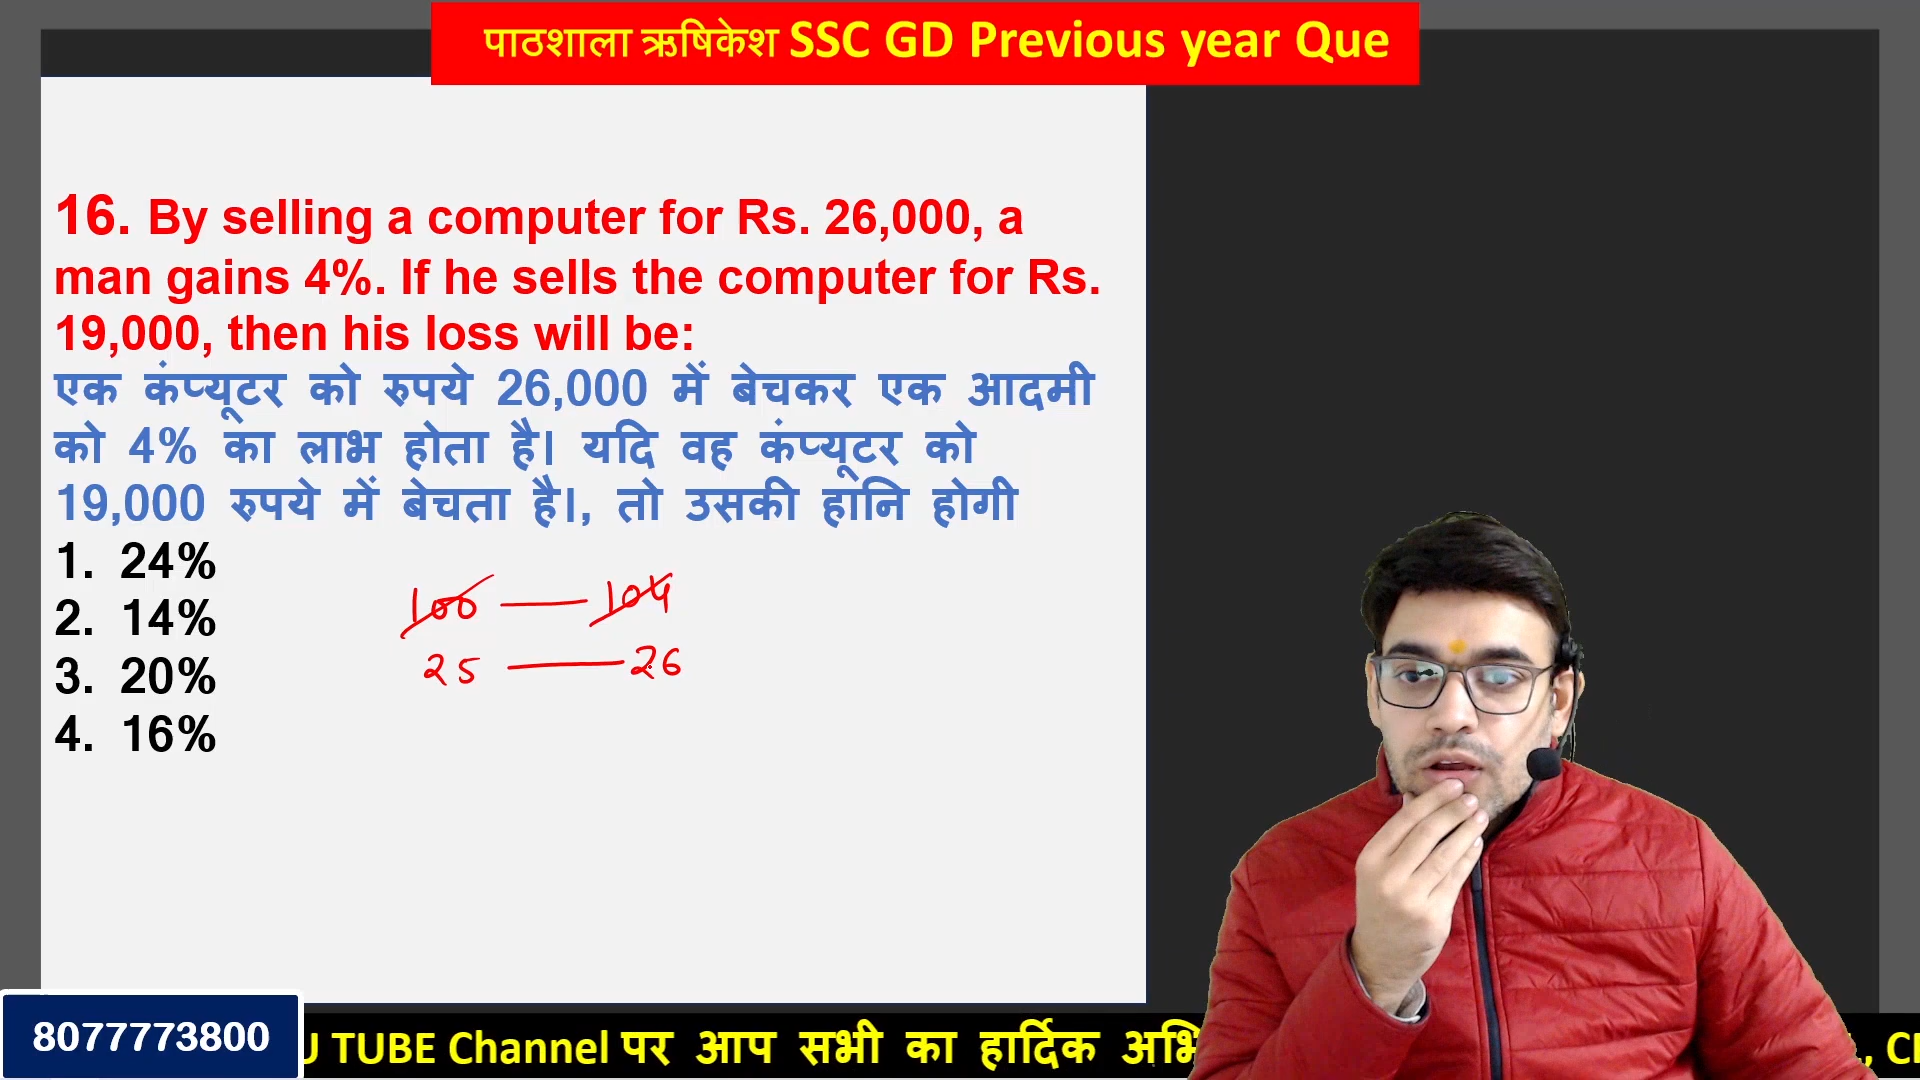 पाठशाला ऋषिकेश SSC GD Previous year Que
16. By selling a computer for Rs. 26,000, a
man gains 4%. If he sells the computer for Rs.
19,000, then his loss will be:
एक कंप्यूटर को रुपये 26,000 में बेचकर एक आदमी
को 4% का लाभ होता है। यदि वह कंप्यूटर को
19,000 रुपये में बेचता है।, तो उसकी हानि होगी
1. 24%
2. 14%
3. 20%
4. 16%
100 — 104
25 — 26
8077773800
U TUBE Channel पर आप सभी का हार्दिक